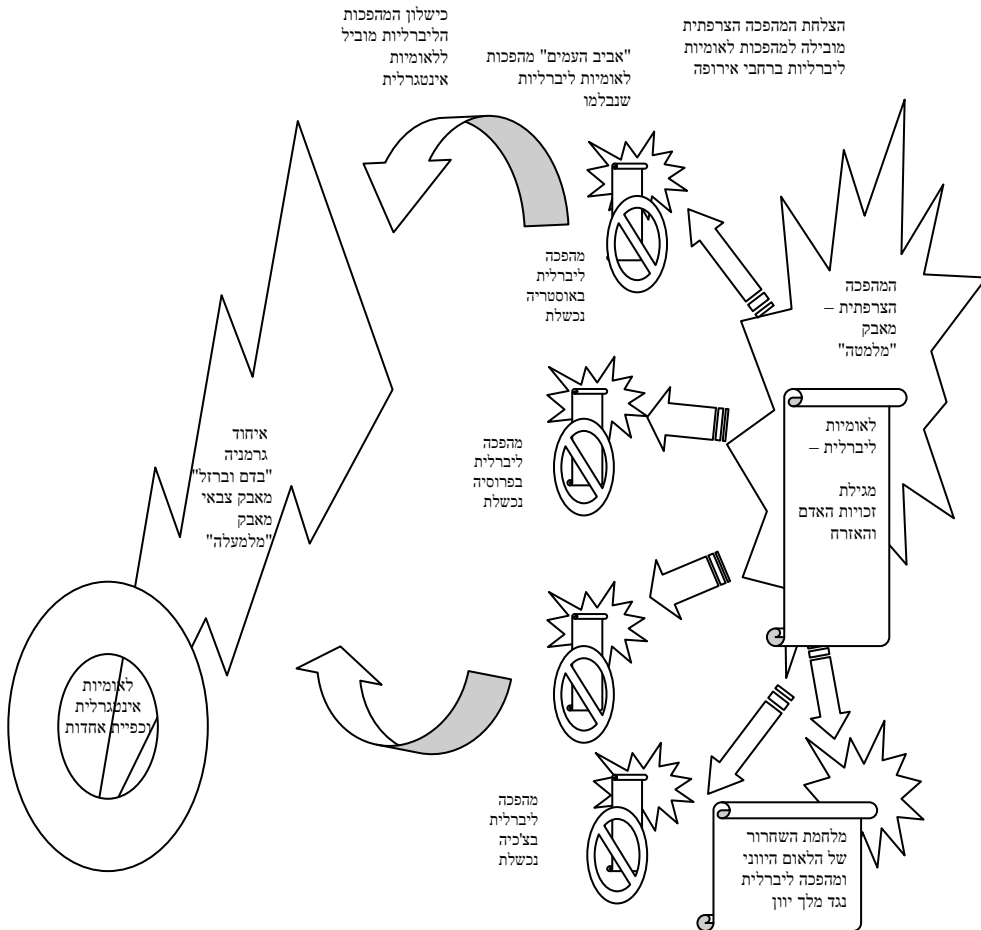 הצלחת המהפכה הצרפתית
מובילה למהפכות לאומיות
ליברליות ברחבי אירופה
"אביב העמים" מהפכות
לאומיות ליברליות
שנבלמו
כישלון המהפכות
הליברליות מוביל
ללאומיות
אינטגרלית
המהפכה
הצרפתית –
מאבק
"מלמטה"
לאומיות
ליברלית –
מגילת
זכויות האדם
והאזרח
מהפכה
ליברלית
באוסטריה
נכשלת
מהפכה
ליברלית
בפרוסיה
נכשלת
מהפכה
ליברלית
בצ'כיה
נכשלת
מלחמת השחרור
של הלאום היווני
ומהפכה ליברלית
נגד מלך יוון
איחוד
גרמניה
"בדם וברזל"
מאבק צבאי
מאבק
"מלמעלה"
לאומיות
אינטגרלית
וכפיית אחדות